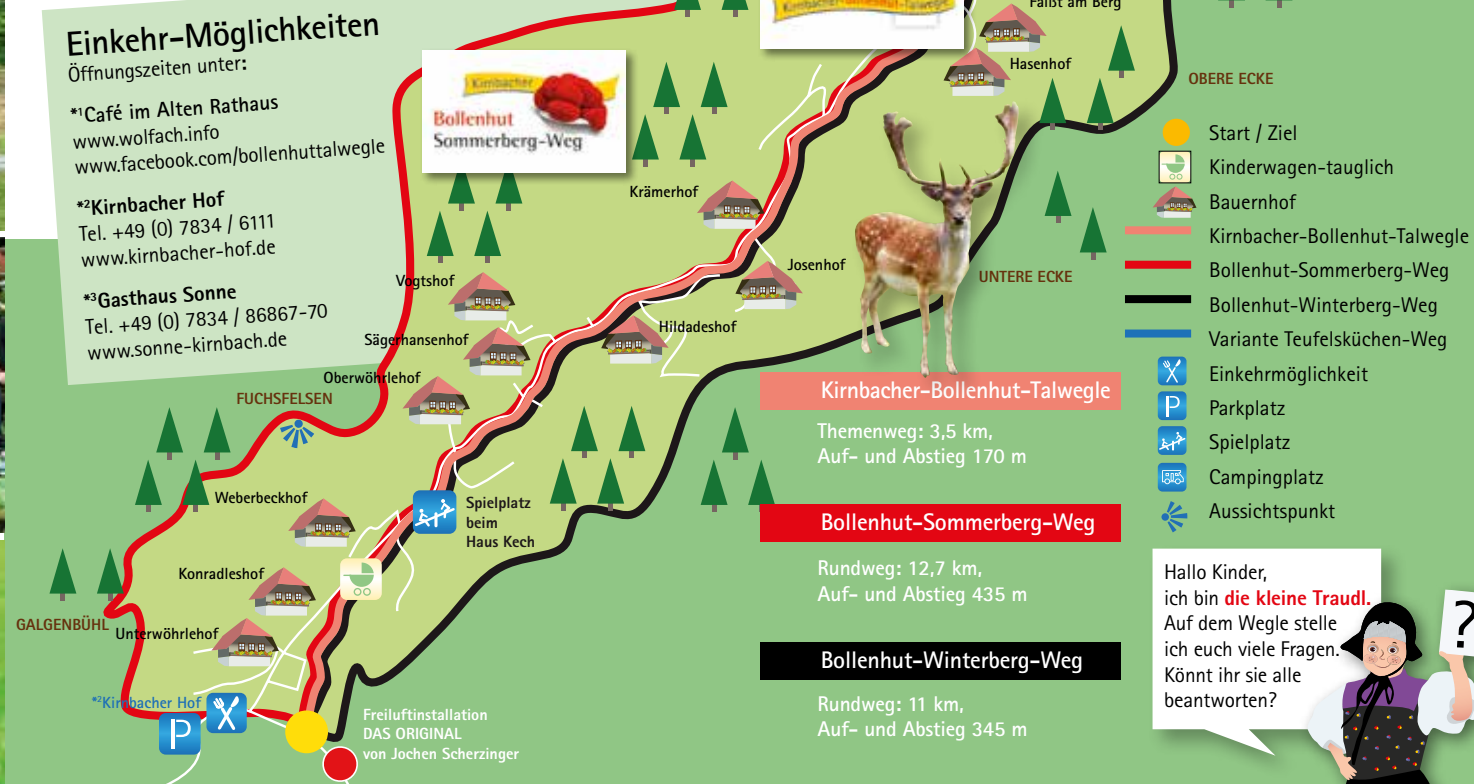 Einkehr-Möglichkeiten
Öffnungszeiten unter:
*1Café im Alten Rathaus
www.wolfach.info
www.facebook.com/bollenhuttalwegle
*2Kirnbacher Hof
Tel. +49 (0) 7834 / 6111
www.kirnbacher-hof.de
*3Gasthaus Sonne
Tel. +49 (0) 7834 / 86867-70
www.sonne-kirnbach.de
Kirnbacher
Bollenhut
Sommerberg-Weg
Kirnbacher-Bollenhut-Talwegle
Faißt am Berg
Hasenhof
OBERE ECKE
Krämerhof
Josenhof
UNTERE ECKE
Vogtshof
Hildadeshof
Sägerhansenhof
Oberwöhrlehof
FUCHSFELSEN
Weberbeckhof
Spielplatz
beim
Haus Kech
Konradleshof
GALGENBÜHL
Unterwöhrlehof
*2Kirnbacher Hof
P
Freiluftinstallation
DAS ORIGINAL
von Jochen Scherzinger
Start / Ziel
Kinderwagen-tauglich
Bauernhof
Kirnbacher-Bollenhut-Talwegle
Bollenhut-Sommerberg-Weg
Bollenhut-Winterberg-Weg
Variante Teufelsküchen-Weg
Einkehrmöglichkeit
P Parkplatz
Spielplatz
Campingplatz
Aussichtspunkt
Kirnbacher-Bollenhut-Talwegle
Themenweg: 3,5 km,
Auf- und Abstieg 170 m
Bollenhut-Sommerberg-Weg
Rundweg: 12,7 km,
Auf- und Abstieg 435 m
Bollenhut-Winterberg-Weg
Rundweg: 11 km,
Auf- und Abstieg 345 m
Hallo Kinder,
ich bin die kleine Traudl.
Auf dem Wegle stelle
ich euch viele Fragen.
Könnt ihr sie alle
beantworten?
?